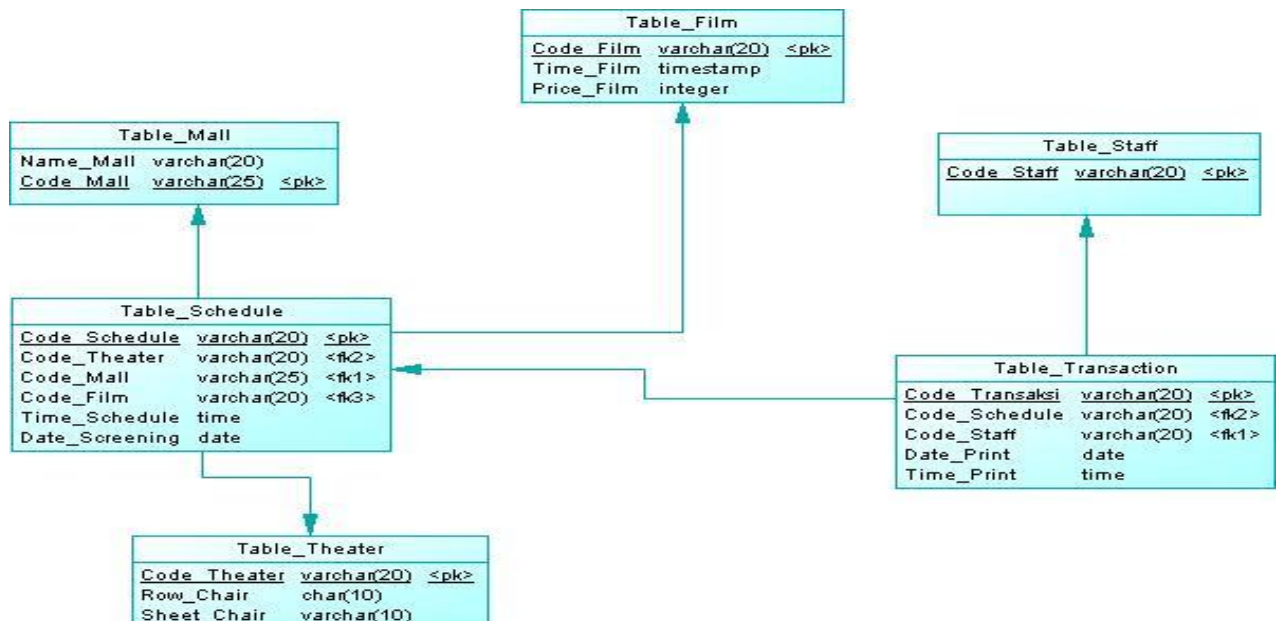 Table_Film
Code_Film varchar(20) <pk>
Time_Film timestamp
Price_Film integer
Table_Mall
Name_Mall varchar(20)
Code_Mall varchar(25) <pk>
Table_Staff
Code_Staff varchar(20) <pk>
Table_Schedule
Code_Schedule varchar(20) <pk>
Code_Theater varchar(20) <fk2>
Code_Mall varchar(25) <fk1>
Code_Film varchar(20) <fk3>
Time_Schedule time
Date_Screening date
Table_Transaction
Code_Transaksi varchar(20) <pk>
Code_Schedule varchar(20) <fk2>
Code_Staff varchar(20) <fk1>
Date_Print date
Time_Print time
Table_Theater
Code_Theater varchar(20) <pk>
Row_Chair char(10)
Sheet_Chair varchar(10)